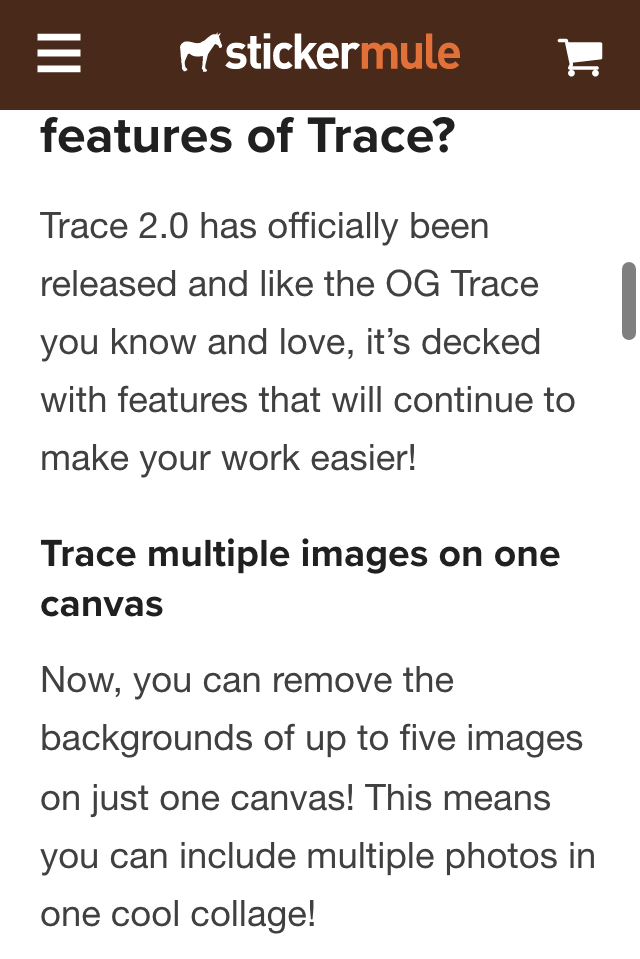 stickermule
features of Trace?
Trace 2.0 has officially been
released and like the OG Trace
you know and love, it’s decked
with features that will continue to
make your work easier!
Trace multiple images on one
canvas
Now, you can remove the
backgrounds of up to five images
on just one canvas! This means
you can include multiple photos in
one cool collage!